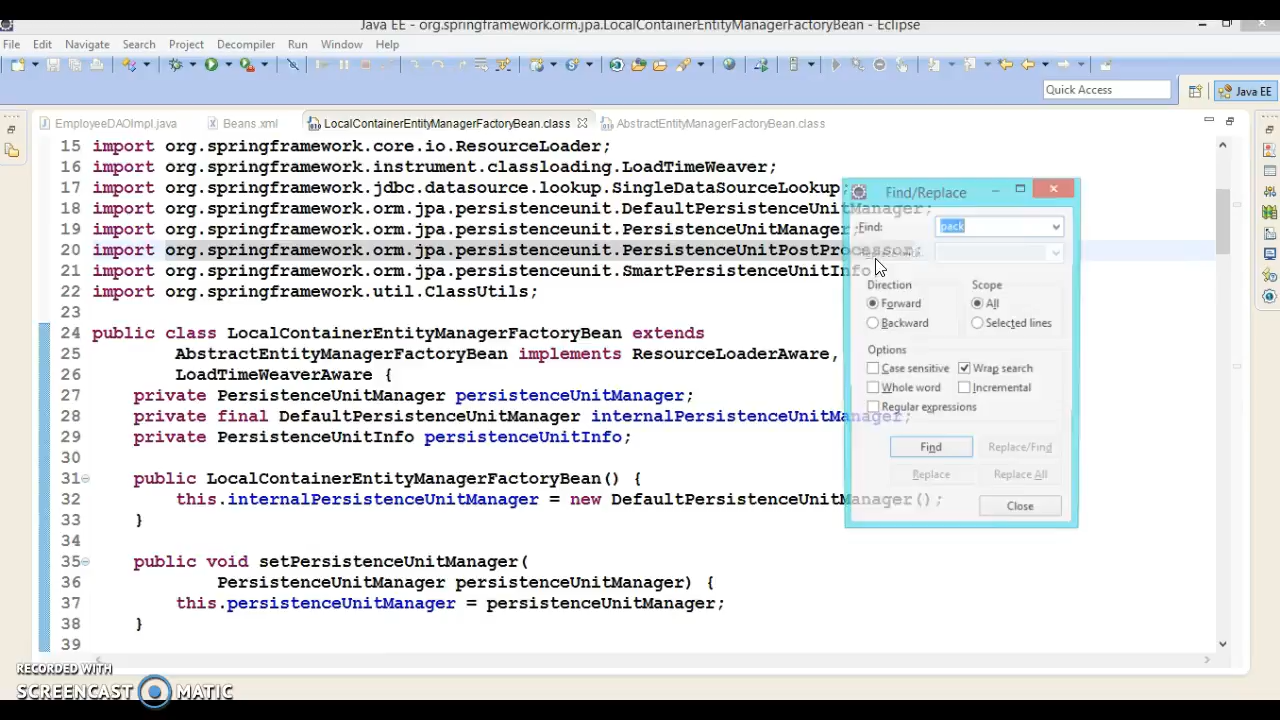 Java EE - org.springframework.orm.jpa.LocalContainerEntityManagerFactoryBean - Eclipse
File Edit Navigate Search Project Decompiler Run Window Help
Quick Access
Java EE
EmployeeDAOImpl.java Beans.xml LocalContainerEntityManagerFactoryBean.class AbstractEntityManagerFactoryBean.class
15 import org.springframework.core.io.ResourceLoader;
16 import org.springframework.instrument.classloading.LoadTimeWeaver;
17 import org.springframework.jdbc.datasource.lookup.SingleDataSourceLookup;
18 import org.springframework.orm.jpa.persistenceunit.DefaultPersistenceUnitManager;
19 import org.springframework.orm.jpa.persistenceunit.PersistenceUnitManager;
20 import org.springframework.orm.jpa.persistenceunit.PersistenceUnitPostProcessor;
21 import org.springframework.orm.jpa.persistenceunit.SmartPersistenceUnitInfo
22 import org.springframework.util.ClassUtils;
23
24 public class LocalContainerEntityManagerFactoryBean extends
25 AbstractEntityManagerFactoryBean implements ResourceLoaderAware,
26 LoadTimeWeaverAware {
27 private PersistenceUnitManager persistenceUnitManager;
28 private final DefaultPersistenceUnitManager internalPersistenceUnitManager;
29 private PersistenceUnitInfo persistenceUnitInfo;
30
31 public LocalContainerEntityManagerFactoryBean() {
32 this.internalPersistenceUnitManager = new DefaultPersistenceUnitManager();
33 }
34
35 public void setPersistenceUnitManager(
36 PersistenceUnitManager persistenceUnitManager) {
37 this.persistenceUnitManager = persistenceUnitManager;
38 }
39
Find/Replace
Find: pack
Direction Scope
Forward All
Backward Selected lines
Options
Case sensitive Wrap search
Whole word Incremental
Regular expressions
Find Replace/Find
Replace Replace All
Close
RECORDED WITH
SCREENCAST MATIC